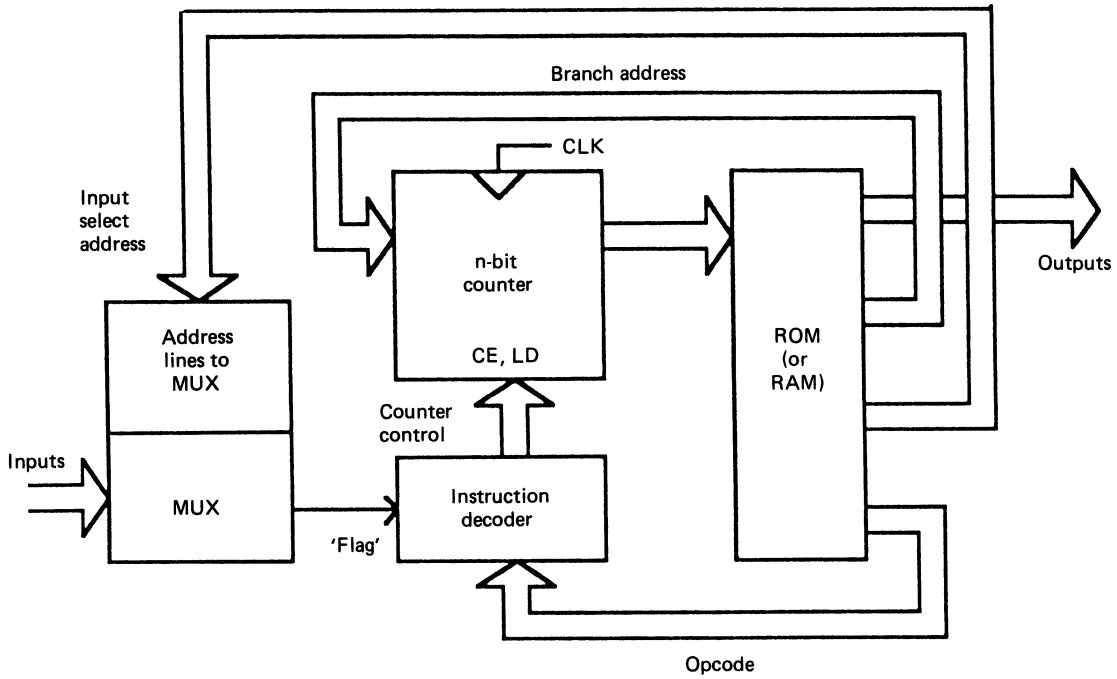 Branch address
CLK
Input
select
address
n-bit
counter
CE, LD
Outputs
Address
lines to
MUX
ROM
(or
RAM)
Counter
control
Inputs
MUX
Instruction
decoder
'Flag'
Opcode